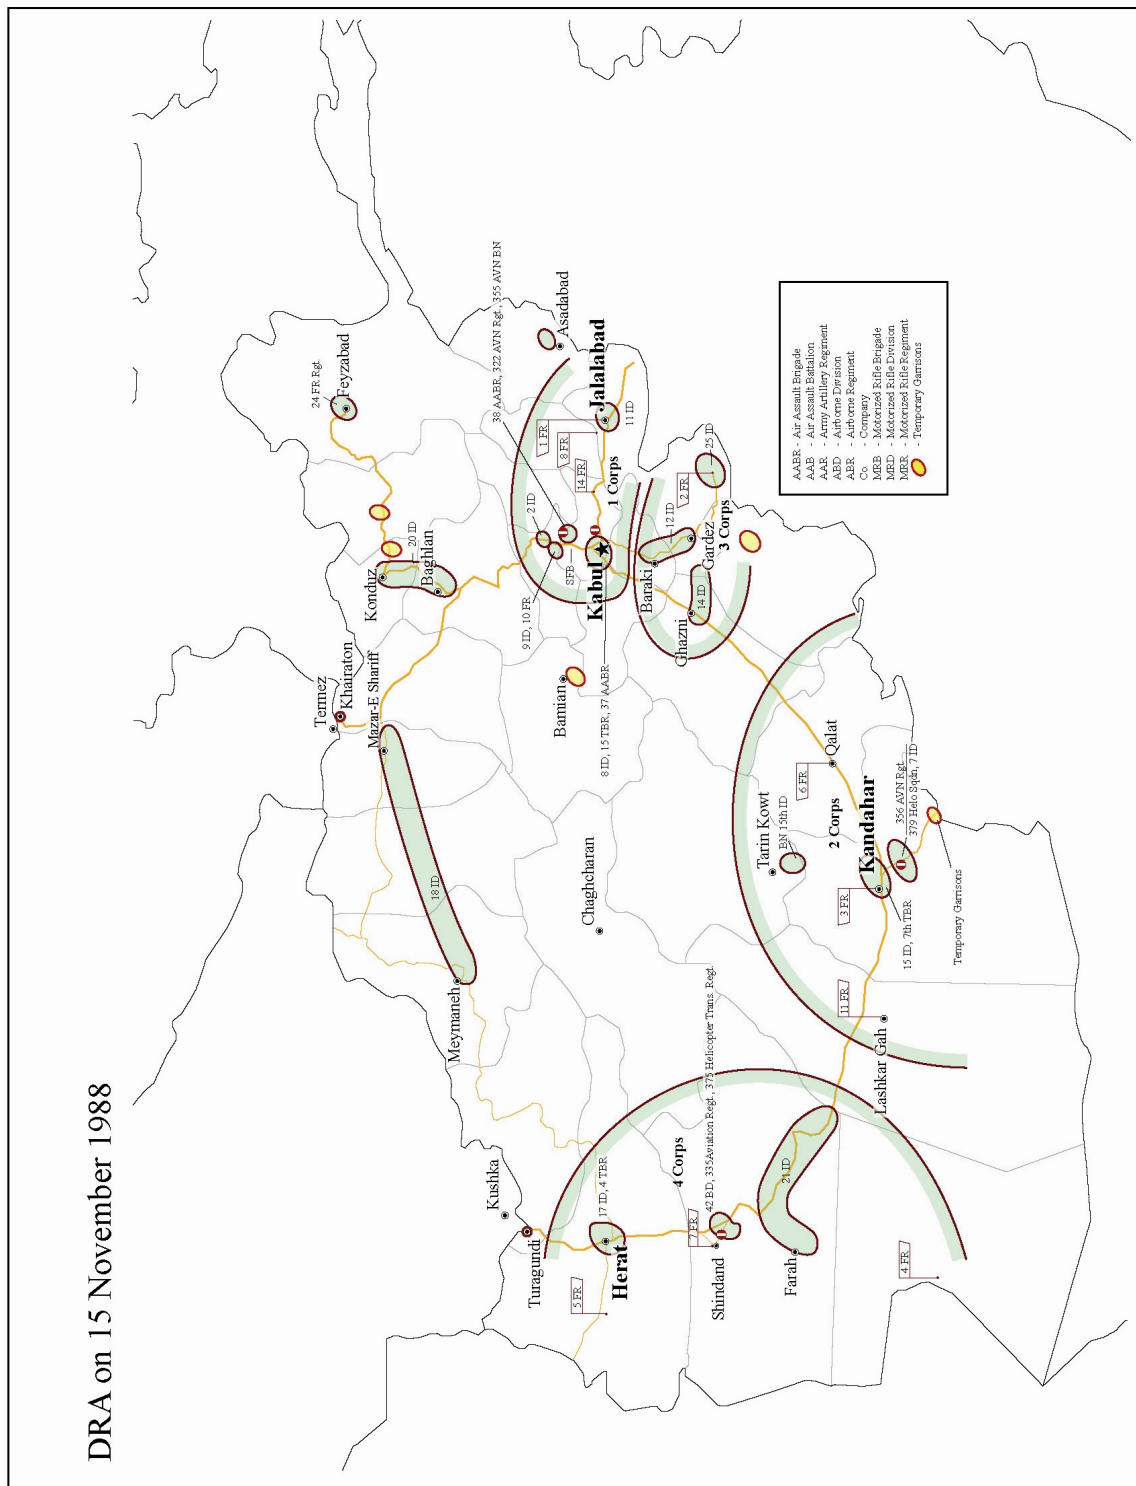 DRA on 15 November 1988
Termez
Khairaton
Mazar-E Shariff
Konduz
20 ID
Baghlan
24 FR Rgt
Feyzabad
Kushka
Turagundi
Meymaneh
18 ID
Chaghcharan
Bamian
9 ID, 10 FR
2 ID
SFB
38 AABR, 322 AVN Rgt., 355 AVN BN
Asadabad
1 FR
8 FR
14 FR
Jalalabad
11 ID
1 Corps
Kabul
8 ID, 15 TBR, 37 AABR
Baraki
12 ID
Gardez
3 Corps
2 FR
25 ID
Ghazni
14 ID
5 FR
Herat
17 ID, 4 TBR
4 Corps
7 FR
Shindand
42 BD, 335Aviation Regt., 375 Helicopter Trans. Regt.
Farah
21 ID
4 FR
Tarin Kowt
BN 15th ID
2 Corps
6 FR
Qalat
3 FR
Kandahar
356 AVN Rgt.
379 Helo Sqdn, 7 ID
15 ID, 7th TBR
11 FR
Lashkar Gah
Temporary Garrisons
AABR - Air Assault Brigade
AAB - Air Assault Battalion
AAR - Army Artillery Regiment
ABD - Airborne Division
ABR - Airborne Regiment
Co. - Company
MRB - Motorized Rifle Brigade
MRD - Motorized Rifle Division
MRR - Motorized Rifle Regiment
- Temporary Garrisons